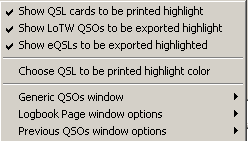 Show QSL cards to be printed highlight
Show LoTW QSOs to be exported highlight
Show eQSLs to be exported highlighted
Choose QSL to be printed highlight color
Generic QSOs window
Logbook Page window options
Previous QSOs window options